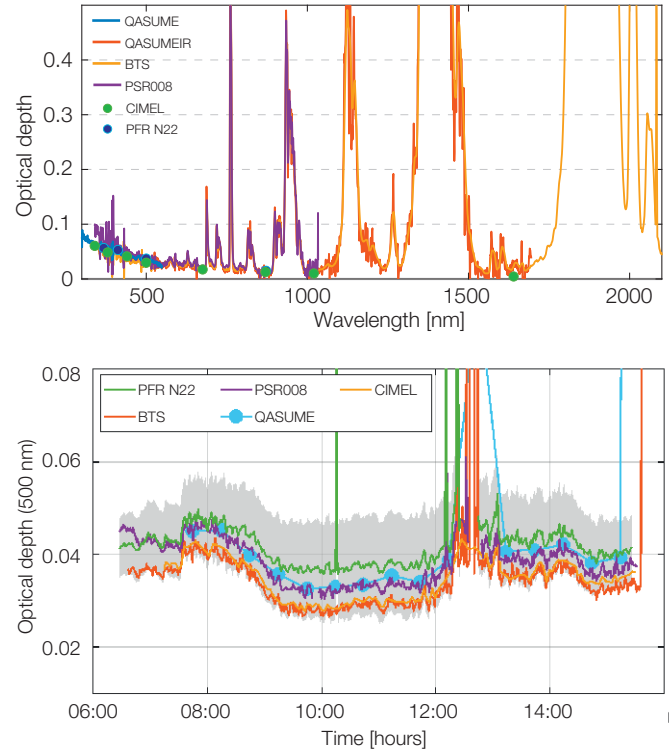 QASUME
QASUMEIR
BTS
PSR008
CIMEL
PFR N22
Optical depth
0.4
0.3
0.2
0.1
0
500
1000
1500
2000
Wavelength [nm]
PFR N22
PSR008
CIMEL
BTS
QASUME
Optical depth (500 nm)
0.08
0.06
0.04
0.02
06:00
08:00
10:00
12:00
14:00
Time [hours]